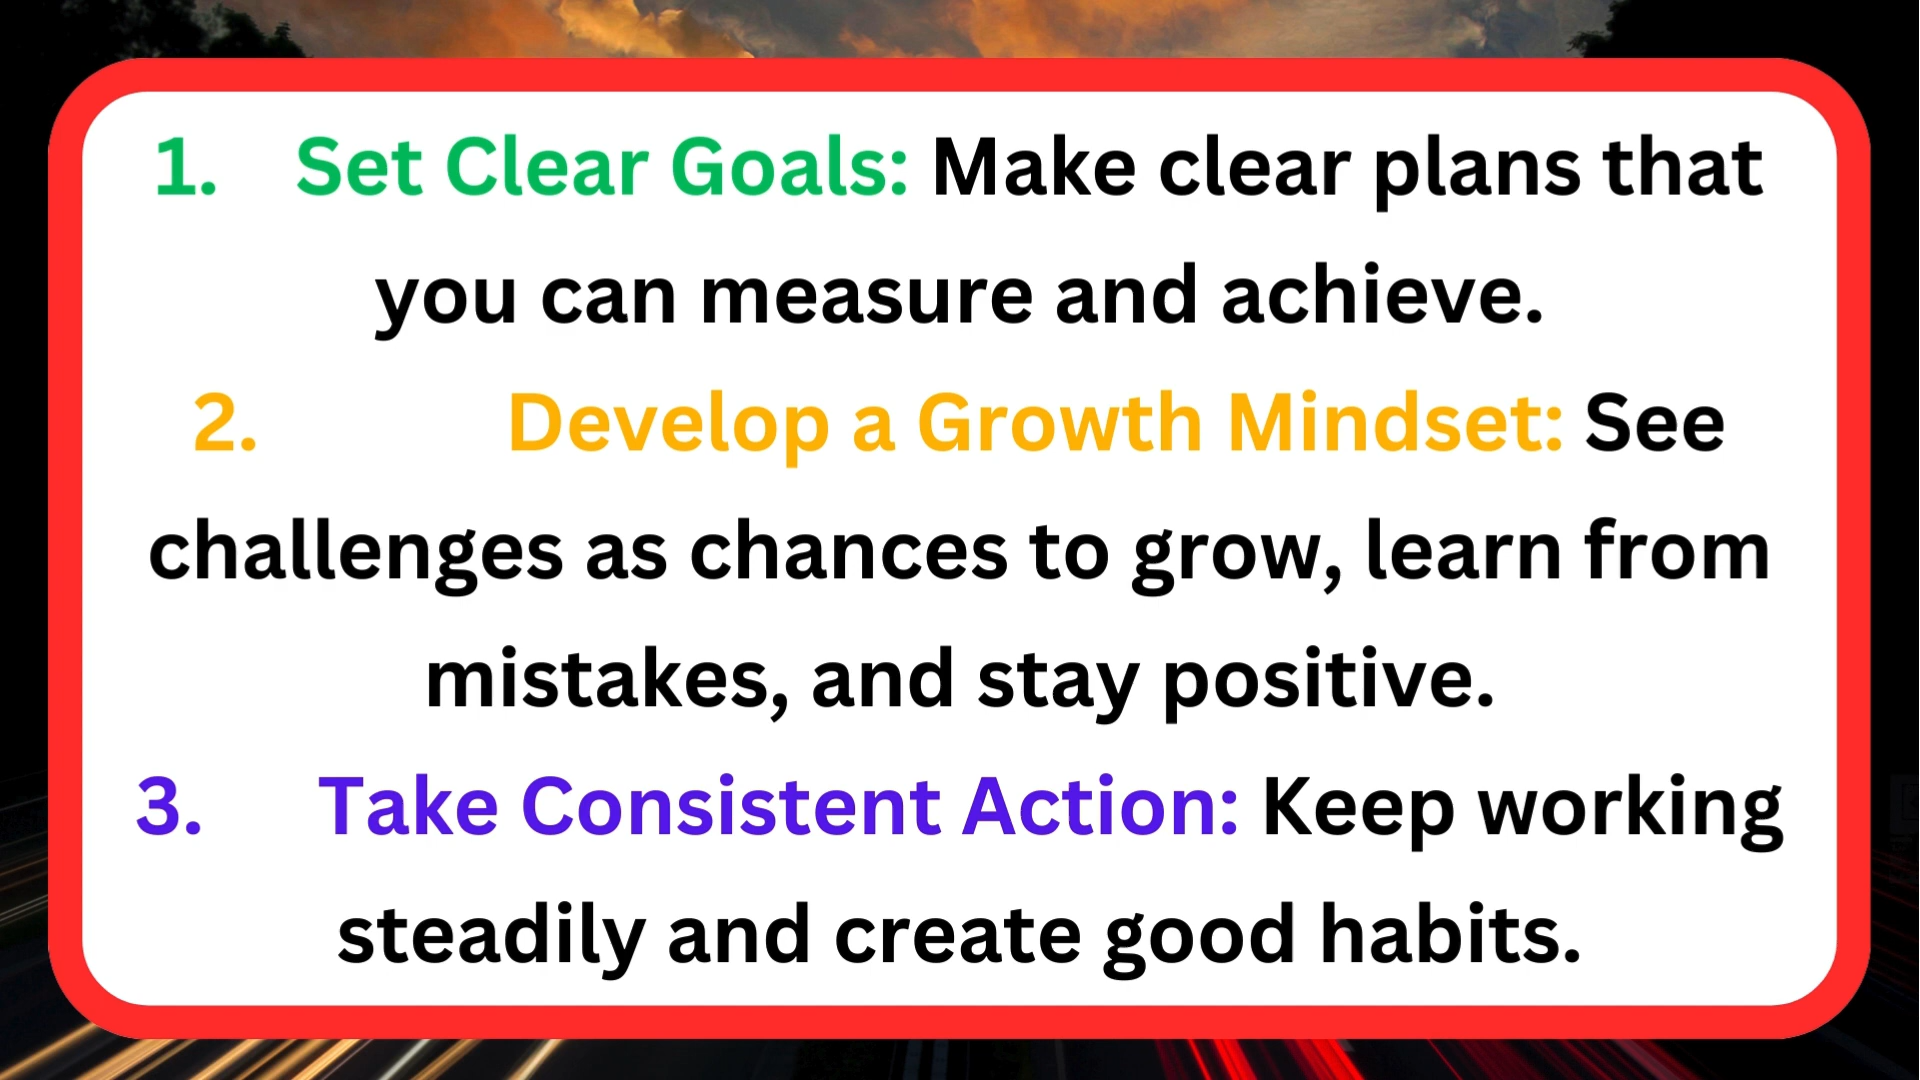 1. Set Clear Goals: Make clear plans that
you can measure and achieve.
2. Develop a Growth Mindset: See
challenges as chances to grow, learn from
mistakes, and stay positive.
3. Take Consistent Action: Keep working
steadily and create good habits.